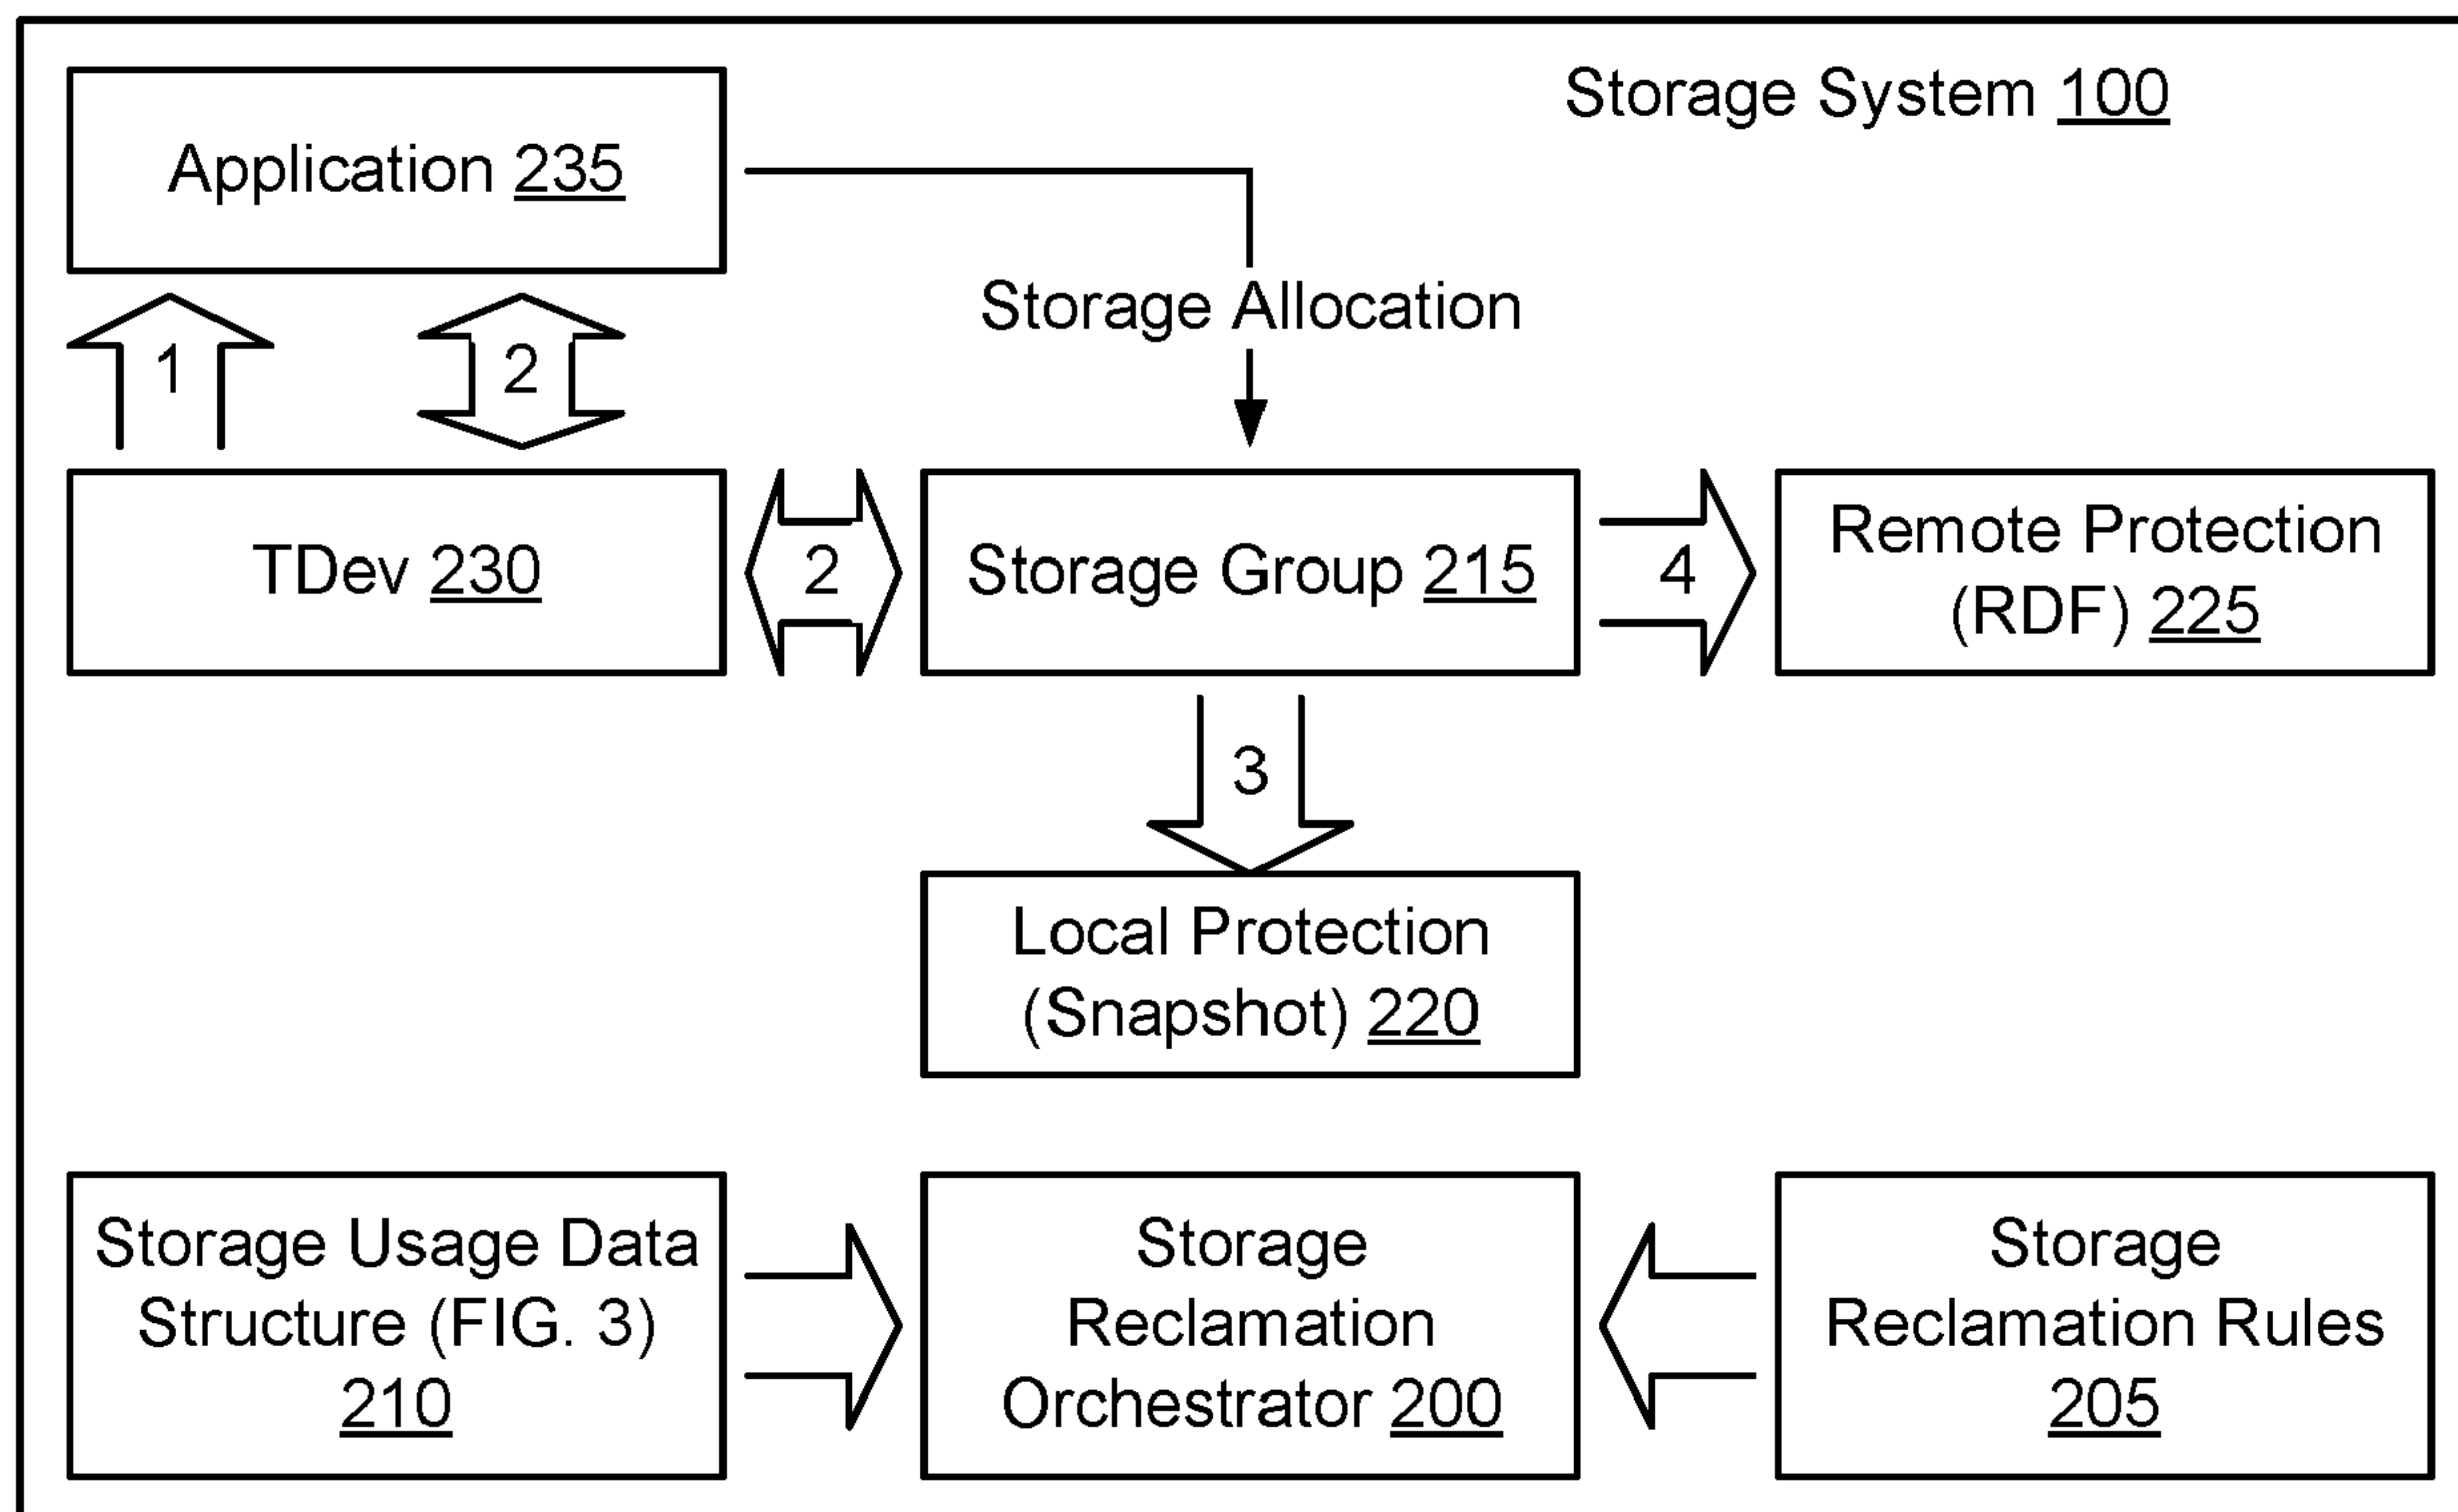 Storage System 100
Application 235
Storage Allocation
1
2
TDev 230
2
Storage Group 215
4
Remote Protection
(RDF) 225
3
Local Protection
(Snapshot) 220
Storage Usage Data
Structure (FIG. 3)
210
Storage
Reclamation
Orchestrator 200
Storage
Reclamation Rules
205